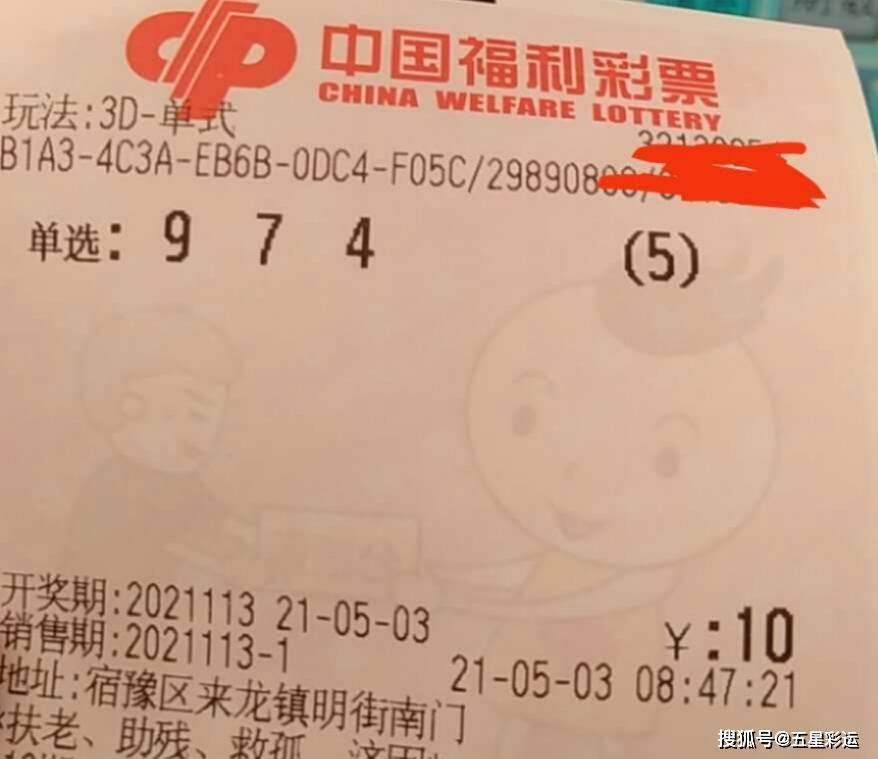 中国福利彩票
CHINA WELFARE LOTTERY
玩法:3D-单式
B1A3-4C3A-EB6B-0DC4-F05C/298908
单选: 9 7 4 (5)
开奖期:2021113 21-05-03
销售期:2021113-1
¥:10
21-05-03 08:47:21
地址:宿豫区来龙镇明街南门
扶老、助残、救孤、济困
搜狐号@五星彩运